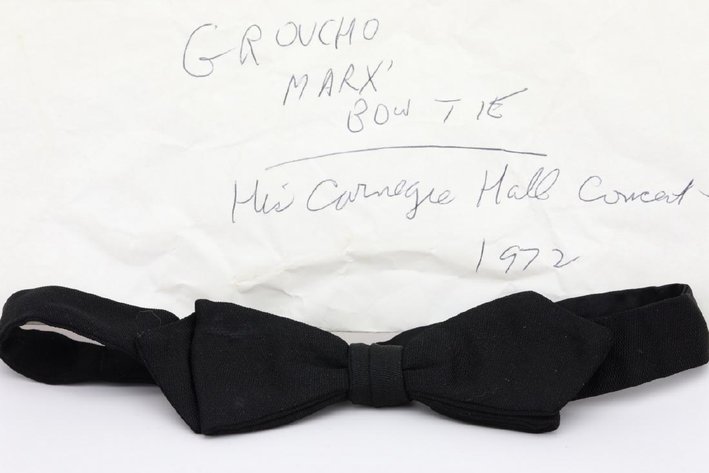 GROUCHO
MARX'
BOW TIE
His Carnegie Hall Concert -
1972